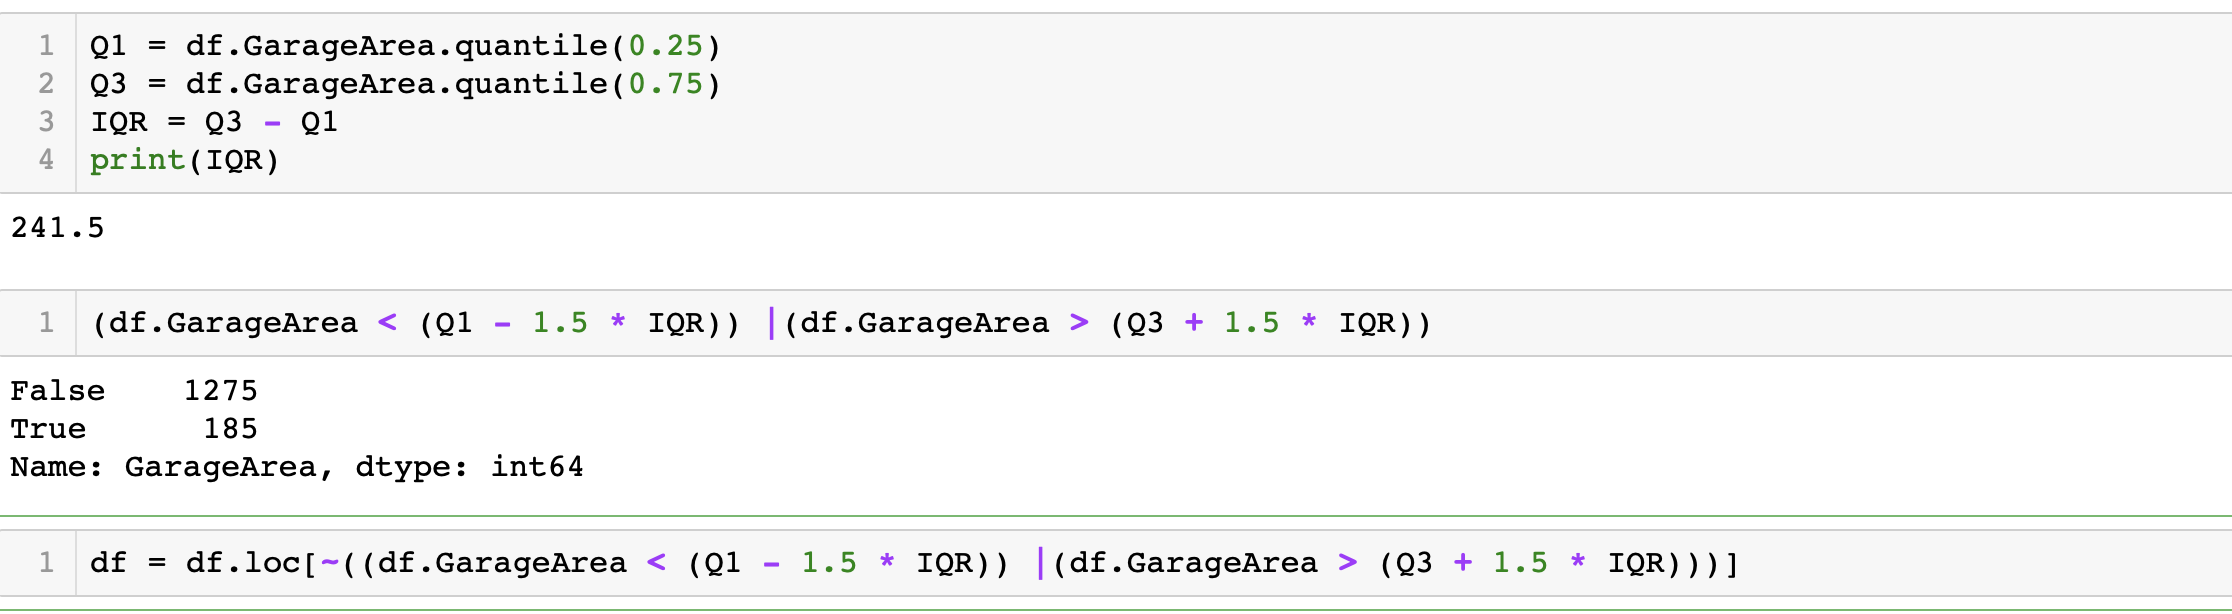 1 Q1 = df.GarageArea.quantile(0.25)
2 Q3 = df.GarageArea.quantile(0.75)
3 IQR = Q3 - Q1
4 print(IQR)
241.5
1 (df.GarageArea < (Q1 - 1.5 * IQR)) |(df.GarageArea > (Q3 + 1.5 * IQR))
False    1275
True      185
Name: GarageArea, dtype: int64
1 df = df.loc[~((df.GarageArea < (Q1 - 1.5 * IQR)) |(df.GarageArea > (Q3 + 1.5 * IQR)))]